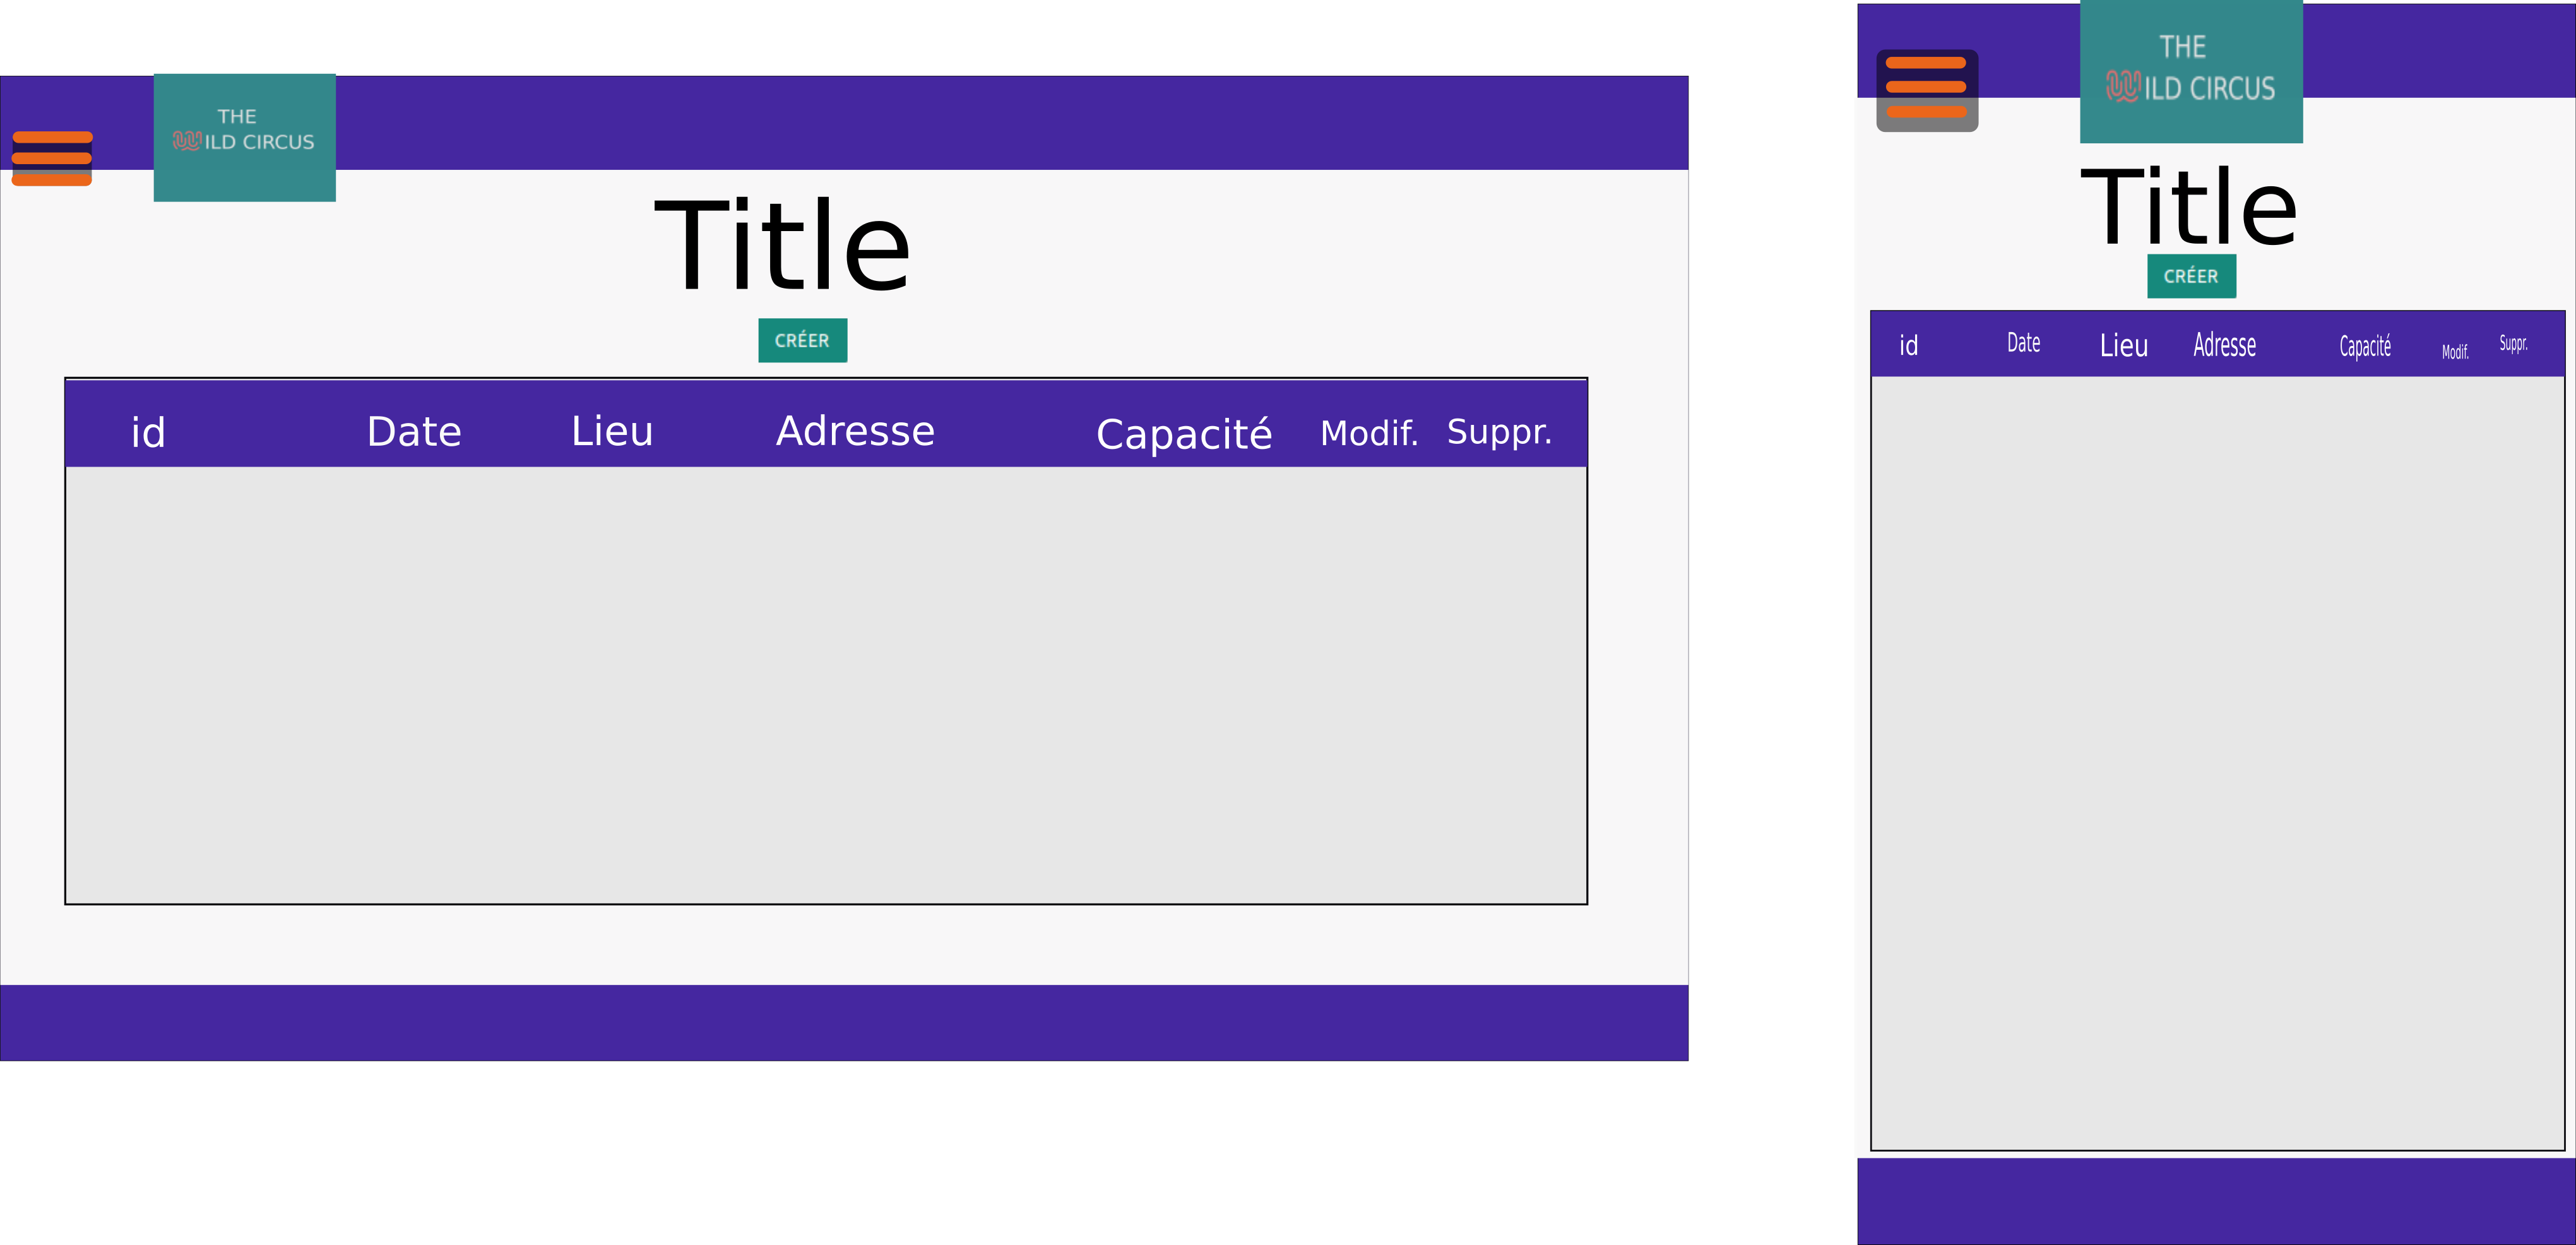 THE
WILD CIRCUS
Title
CRÉER
id Date Lieu Adresse Capacité Modif. Suppr.
THE
WILD CIRCUS
Title
CRÉER
id Date Lieu Adresse Capacité Modif. Suppr.